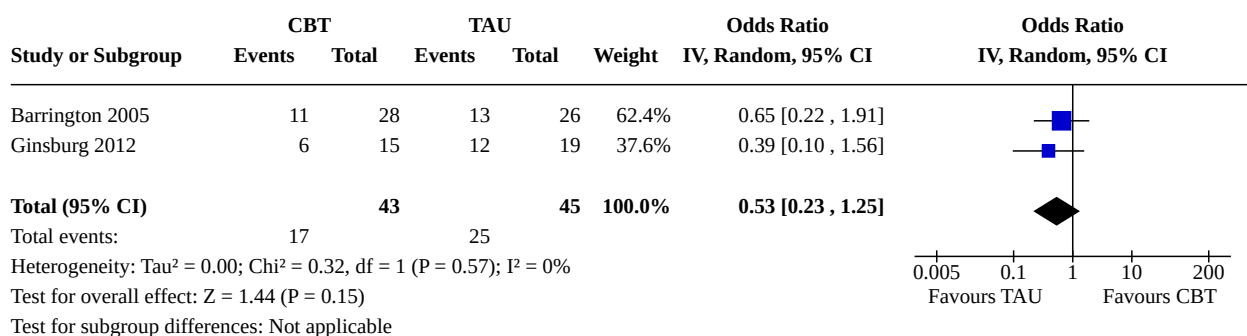 CBT TAU Odds Ratio Odds Ratio
Study or Subgroup Events Total Events Total Weight IV, Random, 95% CI IV, Random, 95% CI
Barrington 2005 11 28 13 26 62.4% 0.65 [0.22 , 1.91]
Ginsburg 2012 6 15 12 19 37.6% 0.39 [0.10 , 1.56]
Total (95% CI) 43 45 100.0% 0.53 [0.23 , 1.25]
Total events: 17 25
Heterogeneity: Tau² = 0.00; Chi² = 0.32, df = 1 (P = 0.57); I² = 0%
0.005 0.1 1 10 200
Test for overall effect: Z = 1.44 (P = 0.15) Favours TAU Favours CBT
Test for subgroup differences: Not applicable